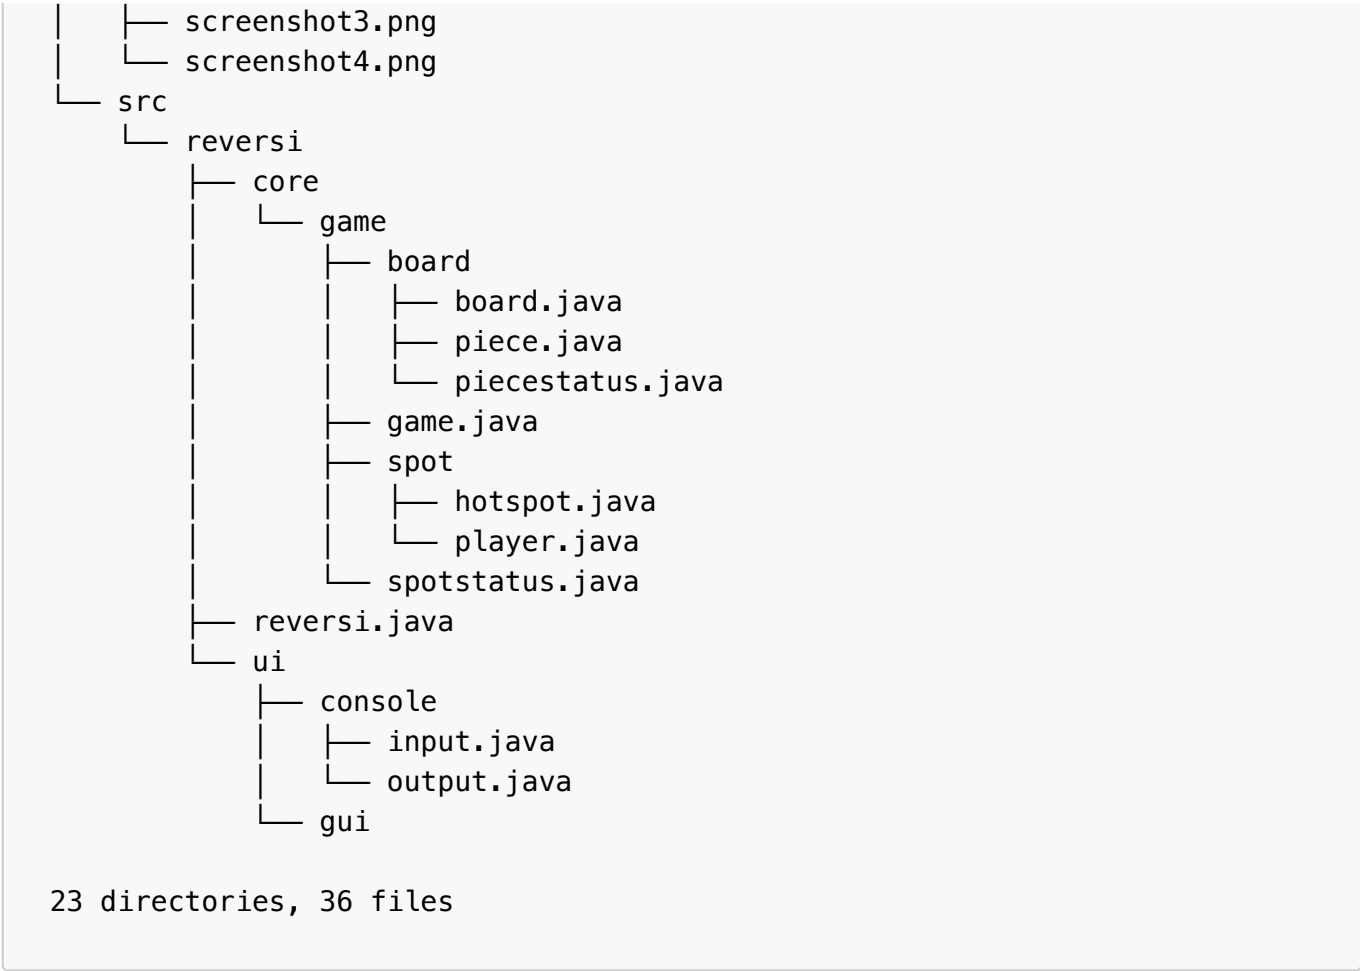 │   ├── screenshot3.png
│   └── screenshot4.png
└── src
    └── reversi
        ├── core
        │   └── game
        │       ├── board
        │       │   ├── board.java
        │       │   ├── piece.java
        │       │   └── piecestatus.java
        │       ├── game.java
        │       ├── spot
        │       │   ├── hotspot.java
        │       │   └── player.java
        │       └── spotstatus.java
        ├── reversi.java
        └── ui
            ├── console
            │   ├── input.java
            │   └── output.java
            └── gui

23 directories, 36 files